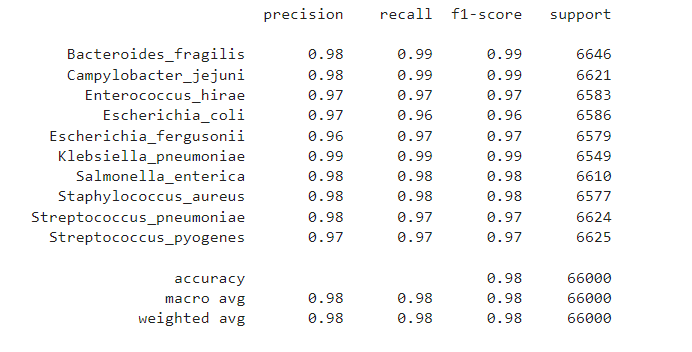 precision recall f1-score support
Bacteroides_fragilis 0.98 0.99 0.99 6646
Campylobacter_jejuni 0.98 0.99 0.99 6621
Enterococcus_hirae 0.97 0.97 0.97 6583
Escherichia_coli 0.97 0.96 0.96 6586
Escherichia_fergusonii 0.96 0.97 0.97 6579
Klebsiella_pneumoniae 0.99 0.99 0.99 6549
Salmonella_enterica 0.98 0.98 0.98 6610
Staphylococcus_aureus 0.98 0.98 0.98 6577
Streptococcus_pneumoniae 0.98 0.97 0.97 6624
Streptococcus_pyogenes 0.97 0.97 0.97 6625
accuracy 0.98 66000
macro avg 0.98 0.98 0.98 66000
weighted avg 0.98 0.98 0.98 66000